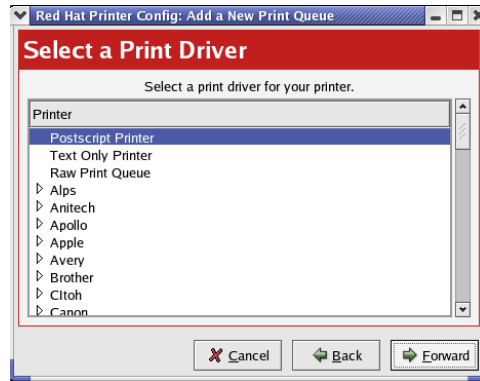 Red Hat Printer Config: Add a New Print Queue
Select a Print Driver
Select a print driver for your printer.
Printer
Postscript Printer
Text Only Printer
Raw Print Queue
Alps
Anitech
Apollo
Apple
Avery
Brother
CItoh
Canon
Cancel
Back
Forward